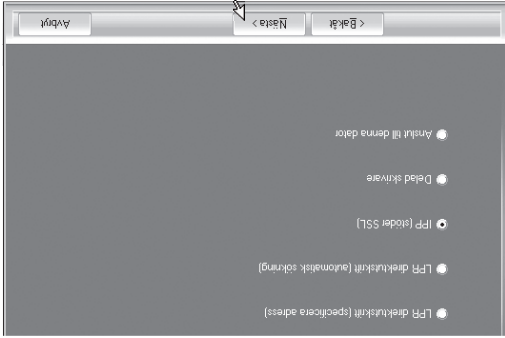 LPR direktutskrift (specificera adress)
LPR direktutskrift (automatisk sökning)
IPP (stöder SSL)
Delad skrivare
Anslut till denna dator
< Bakåt
Nästa >
Avbryt